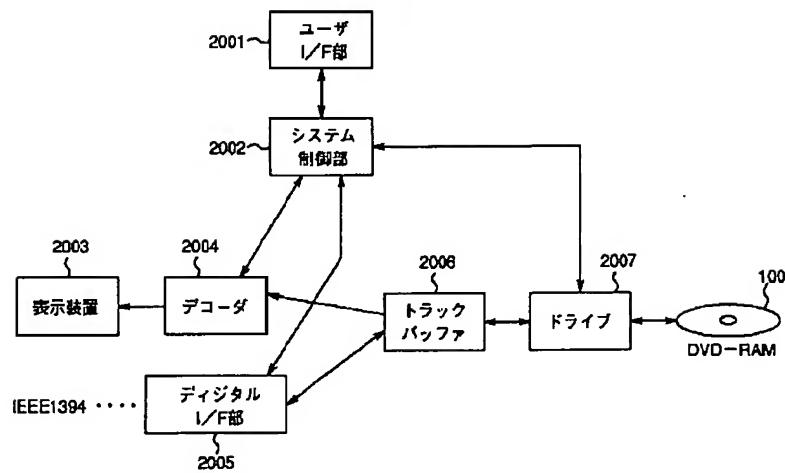 2001
ユーザ
I/F部
2002
システム
制御部
2003
表示装置
2004
デコーダ
2006
トラック
バッファ
2007
ドライブ
100
DVD-RAM
IEEE1394 ‥‥
ディジタル
I/F部
2005